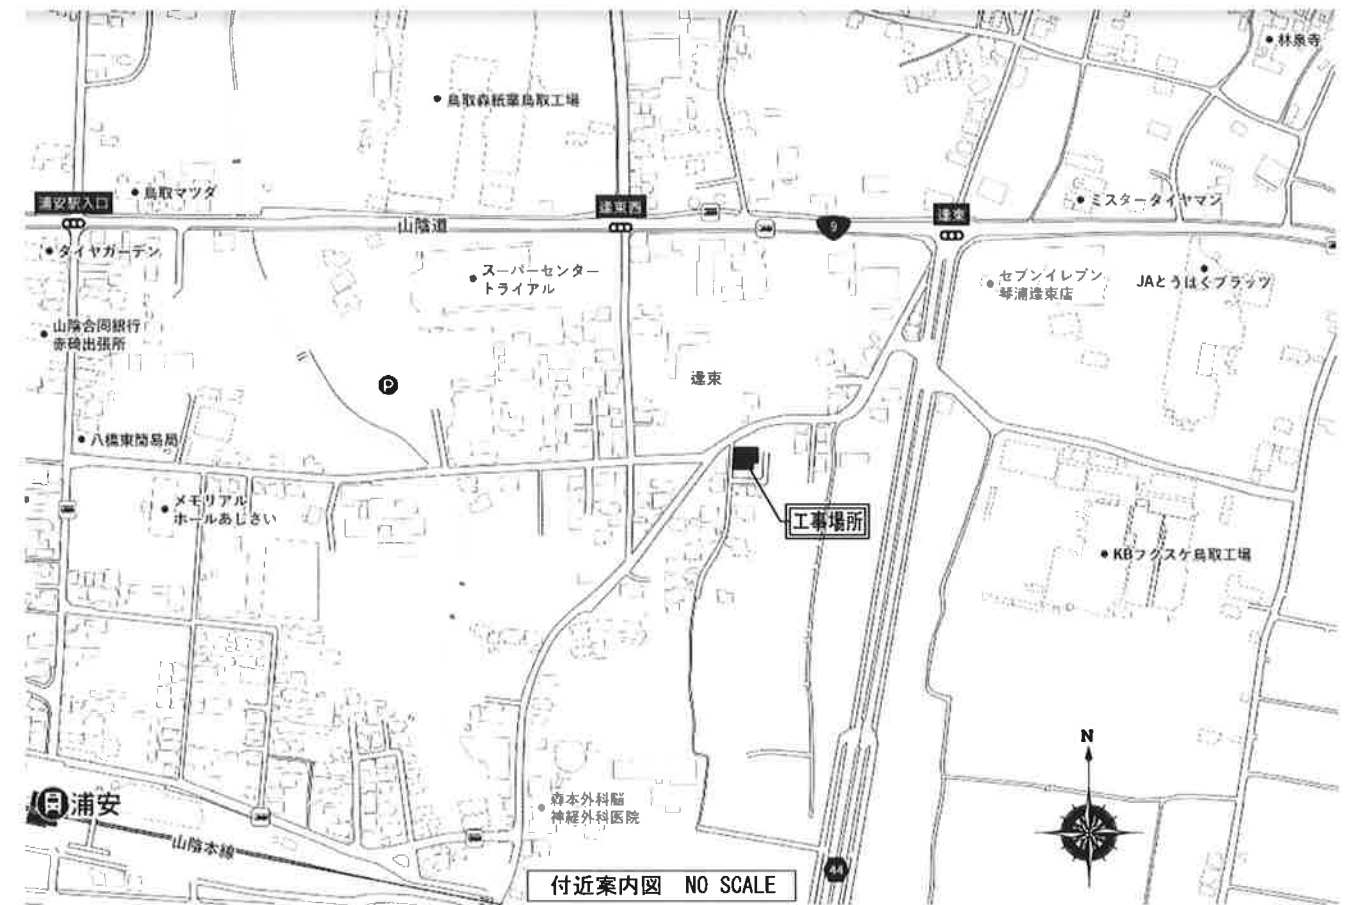 林泉寺
鳥取森紙業鳥取工場
鳥取マツダ
浦安駅入口
逢束西
逢束
ミスタータイヤマン
山陰道
9
タイヤガーデン
スーパーセンター
トライアル
セブンイレブン
琴浦逢束店
JAとうはくプラッツ
山陰合同銀行
赤碕出張所
P
逢束
八橋東簡易局
メモリアル
ホールあじさい
工事場所
KBフクスケ鳥取工場
N
浦安
森本外科脳
神経外科医院
山陰本線
44
付近案内図 NO SCALE